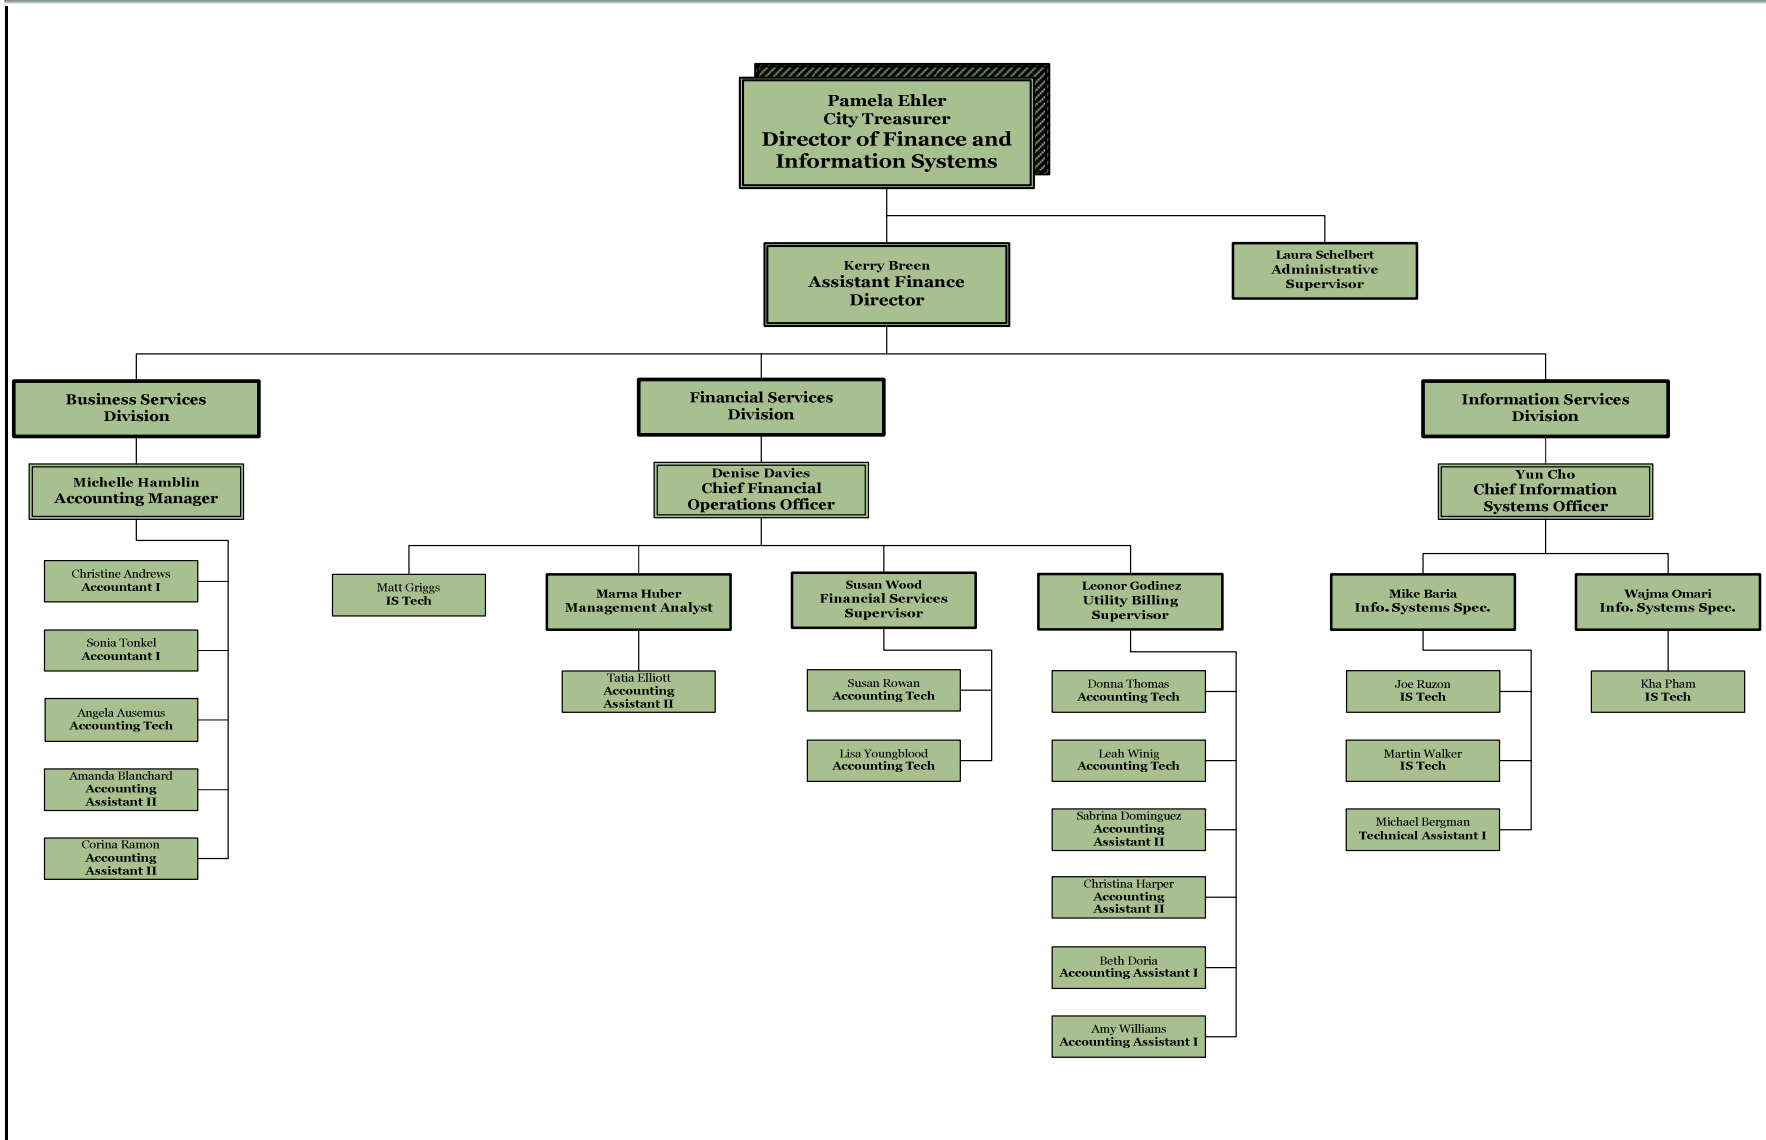 Pamela Ehler
City Treasurer
Director of Finance and
Information Systems
Kerry Breen
Assistant Finance
Director
Laura Schelbert
Administrative
Supervisor
Business Services
Division
Financial Services
Division
Information Services
Division
Michelle Hamblin
Accounting Manager
Denise Davies
Chief Financial
Operations Officer
Yun Cho
Chief Information
Systems Officer
Christine Andrews
Accountant I
Sonia Tonkel
Accountant I
Angela Ausemus
Accounting Tech
Amanda Blanchard
Accounting
Assistant II
Corina Ramon
Accounting
Assistant II
Matt Griggs
IS Tech
Marna Huber
Management Analyst
Tatia Elliott
Accounting
Assistant II
Susan Wood
Financial Services
Supervisor
Susan Rowan
Accounting Tech
Lisa Youngblood
Accounting Tech
Leonor Godinez
Utility Billing
Supervisor
Donna Thomas
Accounting Tech
Leah Winig
Accounting Tech
Sabrina Dominguez
Accounting
Assistant II
Christina Harper
Accounting
Assistant II
Beth Doria
Accounting Assistant I
Amy Williams
Accounting Assistant I
Mike Baria
Info. Systems Spec.
Joe Ruzon
IS Tech
Martin Walker
IS Tech
Michael Bergman
Technical Assistant I
Wajma Omari
Info. Systems Spec.
Kha Pham
IS Tech